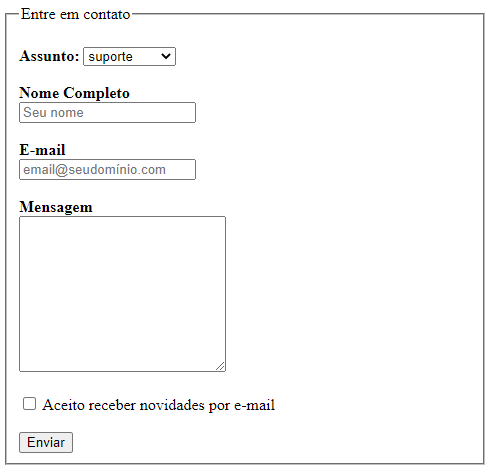 Entre em contato
Assunto: suporte
Nome Completo
Seu nome
E-mail
email@seudomínio.com
Mensagem
Aceito receber novidades por e-mail
Enviar